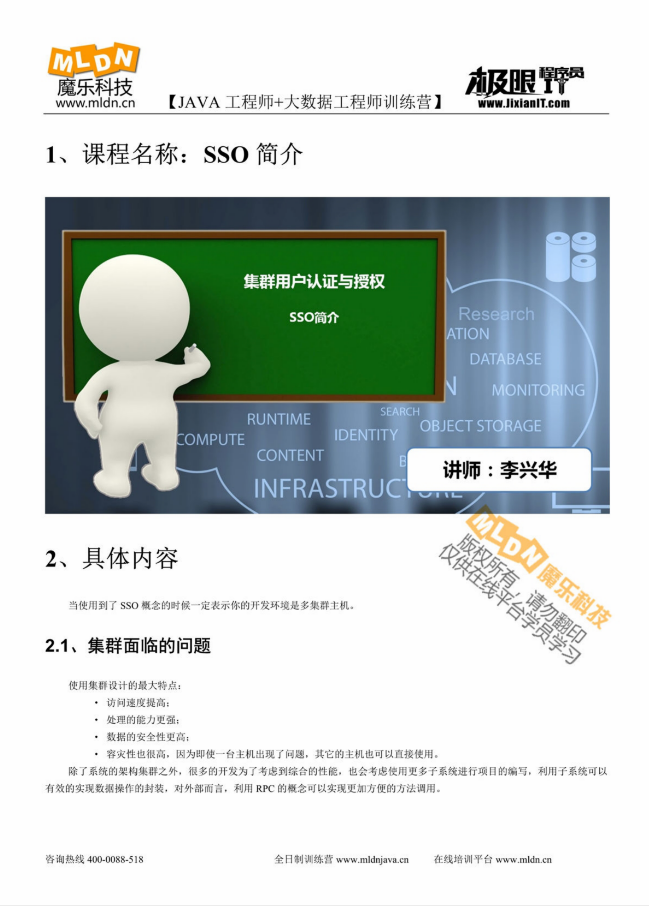 MLDN
魔乐科技
www.mldn.cn
【JAVA 工程师+大数据工程师训练营】
极限IT程序员
www.JixianIT.com
1、课程名称：SSO 简介
集群用户认证与授权
SSO简介
Research
ATION
DATABASE
N
MONITORING
SEARCH
RUNTIME
OBJECT STORAGE
COMPUTE
IDENTITY
CONTENT
B
INFRASTRUCTURE
讲师：李兴华
2、具体内容
MLDN 魔乐科技
版权所有，请勿翻印
仅供在线平台学员学习
当使用到了 SSO 概念的时候一定表示你的开发环境是多集群主机。
2.1、集群面临的问题
使用集群设计的最大特点：
· 访问速度提高；
· 处理的能力更强；
· 数据的安全性更高；
· 容灾性也很高，因为即使一台主机出现了问题，其它的主机也可以直接使用。
除了系统的架构集群之外，很多的开发为了考虑到综合的性能，也会考虑使用更多子系统进行项目的编写，利用子系统可以
有效的实现数据操作的封装，对外部而言，利用 RPC 的概念可以实现更加方便的方法调用。
咨询热线 400-0088-518 全日制训练营 www.mldnjava.cn 在线培训平台 www.mldn.cn